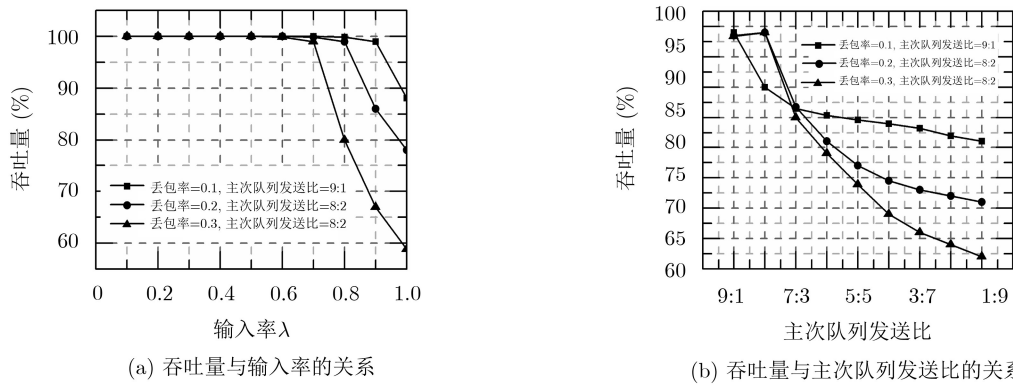 100
90
80
70
60
吞吐量 (%)
丢包率=0.1, 主次队列发送比=9:1
丢包率=0.2, 主次队列发送比=8:2
丢包率=0.3, 主次队列发送比=8:2
0 0.2 0.4 0.6 0.8 1.0
输入率λ
(a) 吞吐量与输入率的关系
100
95
90
85
80
75
70
65
60
吞吐量 (%)
丢包率=0.1, 主次队列发送比=9:1
丢包率=0.2, 主次队列发送比=8:2
丢包率=0.3, 主次队列发送比=8:2
9:1 7:3 5:5 3:7 1:9
主次队列发送比
(b) 吞吐量与主次队列发送比的关系